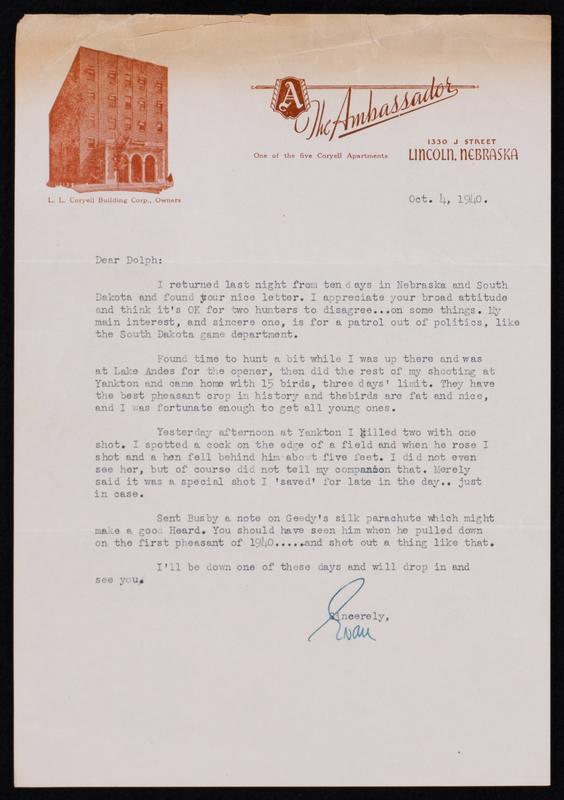 A
The Ambassador
1330 J STREET
One of the five Coryell Apartments
LINCOLN, NEBRASKA
L. L. Coryell Building Corp., Owners
Oct. 4, 1940.
Dear Dolph:
I returned last night from ten days in Nebraska and South
Dakota and found your nice letter. I appreciate your broad attitude
and think it's OK for two hunters to disagree...on some things. My
main interest, and sincere one, is for a patrol out of politics, like
the South Dakota game department.
Found time to hunt a bit while I was up there and was
at Lake Andes for the opener, then did the rest of my shooting at
Yankton and came home with 15 birds, three days' limit. They have
the best pheasant crop in history and thebirds are fat and nice,
and I was fortunate enough to get all young ones.
Yesterday afternoon at Yankton I killed two with one
shot. I spotted a cock on the edge of a field and when he rose I
shot and a hen fell behind him about five feet. I did not even
see her, but of course did not tell my companion that. Merely
said it was a special shot I 'saved' for late in the day.. just
in case.
Sent Busby a note on Geedy's silk parachute which might
make a good Heard. You should have seen him when he pulled down
on the first pheasant of 1940.....and shot out a thing like that.
I'll be down one of these days and will drop in and
see you.
Sincerely,
Evan